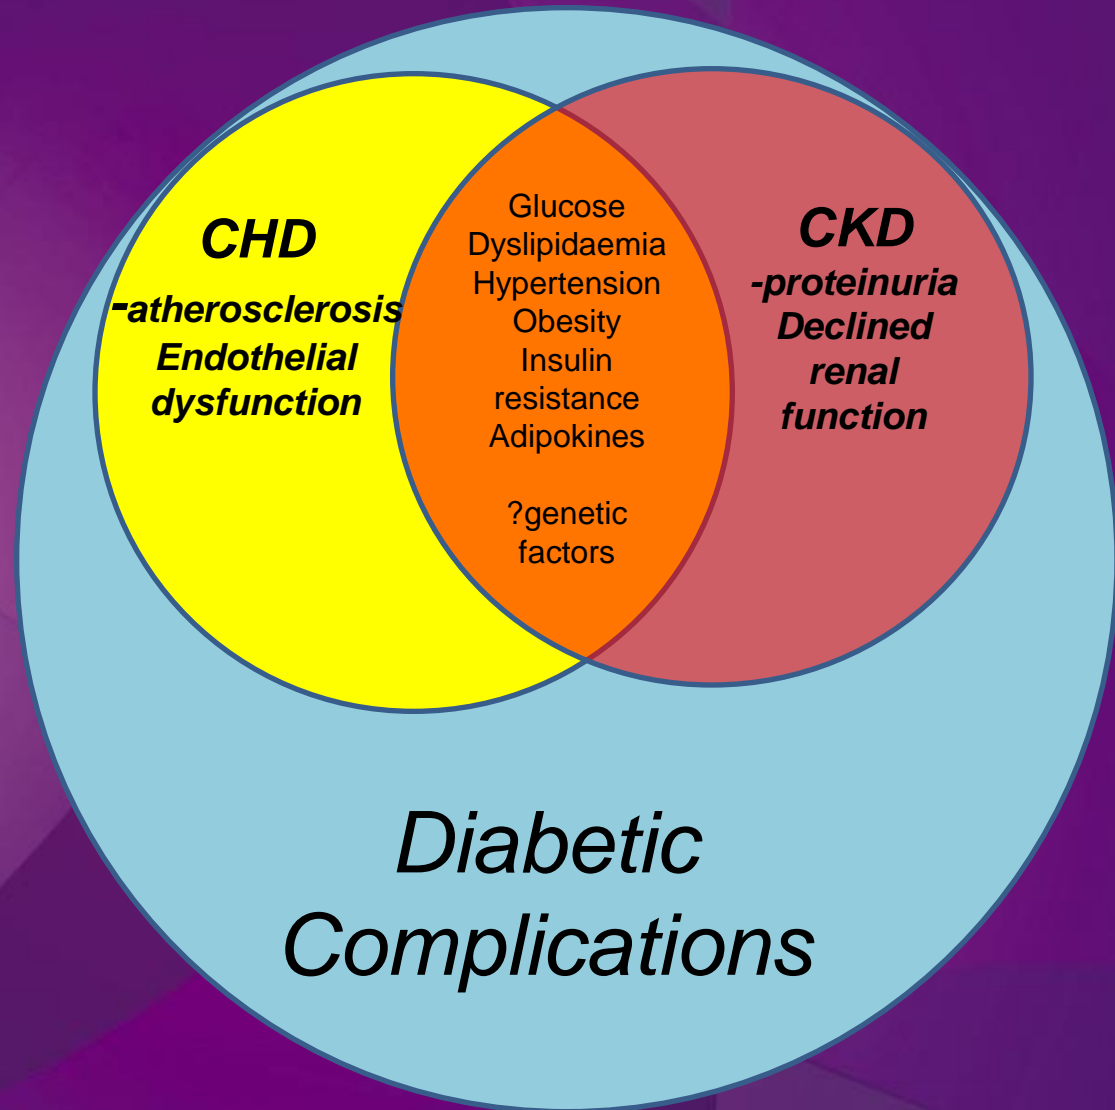 CHD
-atherosclerosis
Endothelial
dysfunction
Glucose
Dyslipidaemia
Hypertension
Obesity
Insulin
resistance
Adipokines
?genetic
factors
CKD
-proteinuria
Declined
renal
function
Diabetic
Complications